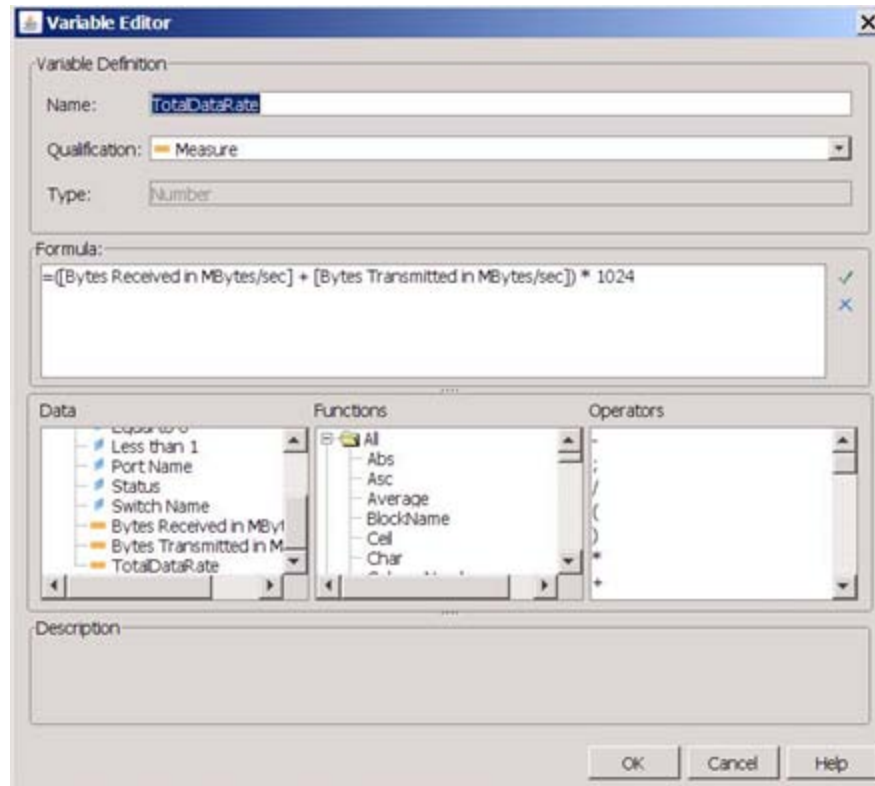 Variable Editor
Variable Definition
Name: TotalDataRate
Qualification: Measure
Type: Number
Formula:
=([Bytes Received in MBytes/sec] + [Bytes Transmitted in MBytes/sec]) * 1024
Data
Less than 1
Port Name
Status
Switch Name
Bytes Received in MByt
Bytes Transmitted in M
TotalDataRate
Functions
All
Abs
Asc
Average
BlockName
Ceil
Char
Operators
-
;
/
(
)
*
+
Description
OK Cancel Help